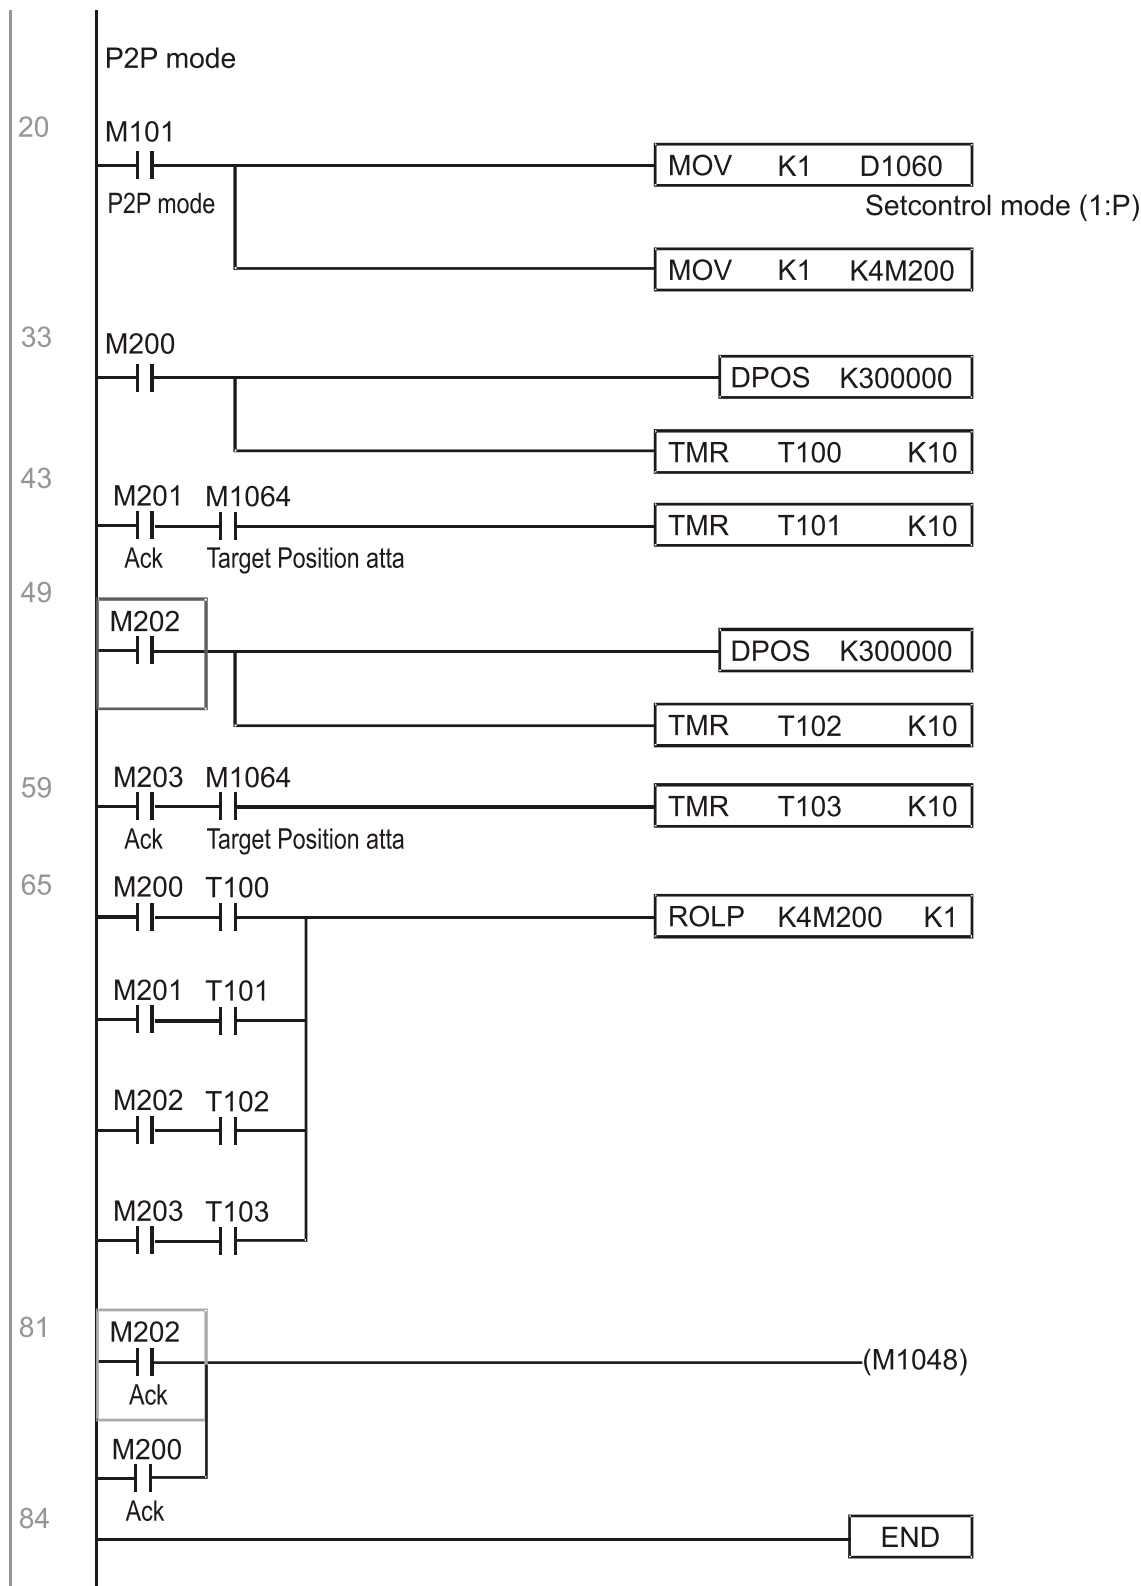 P2P mode
20
M101
MOV K1 D1060
P2P mode
Setcontrol mode (1:P)
MOV K1 K4M200
33
M200
DPOS K300000
TMR T100 K10
43
M201 M1064
TMR T101 K10
Ack Target Position atta
49
M202
DPOS K300000
TMR T102 K10
59
M203 M1064
TMR T103 K10
Ack Target Position atta
65
M200 T100
ROLP K4M200 K1
M201 T101
M202 T102
M203 T103
81
M202
(M1048)
Ack
M200
Ack
84
END